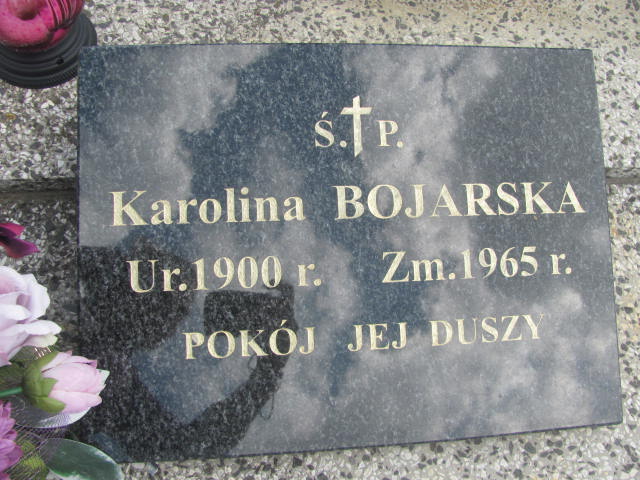 Ś.†P.
Karolina BOJARSKA
Ur.1900 r. Zm.1965 r.
POKÓJ JEJ DUSZY